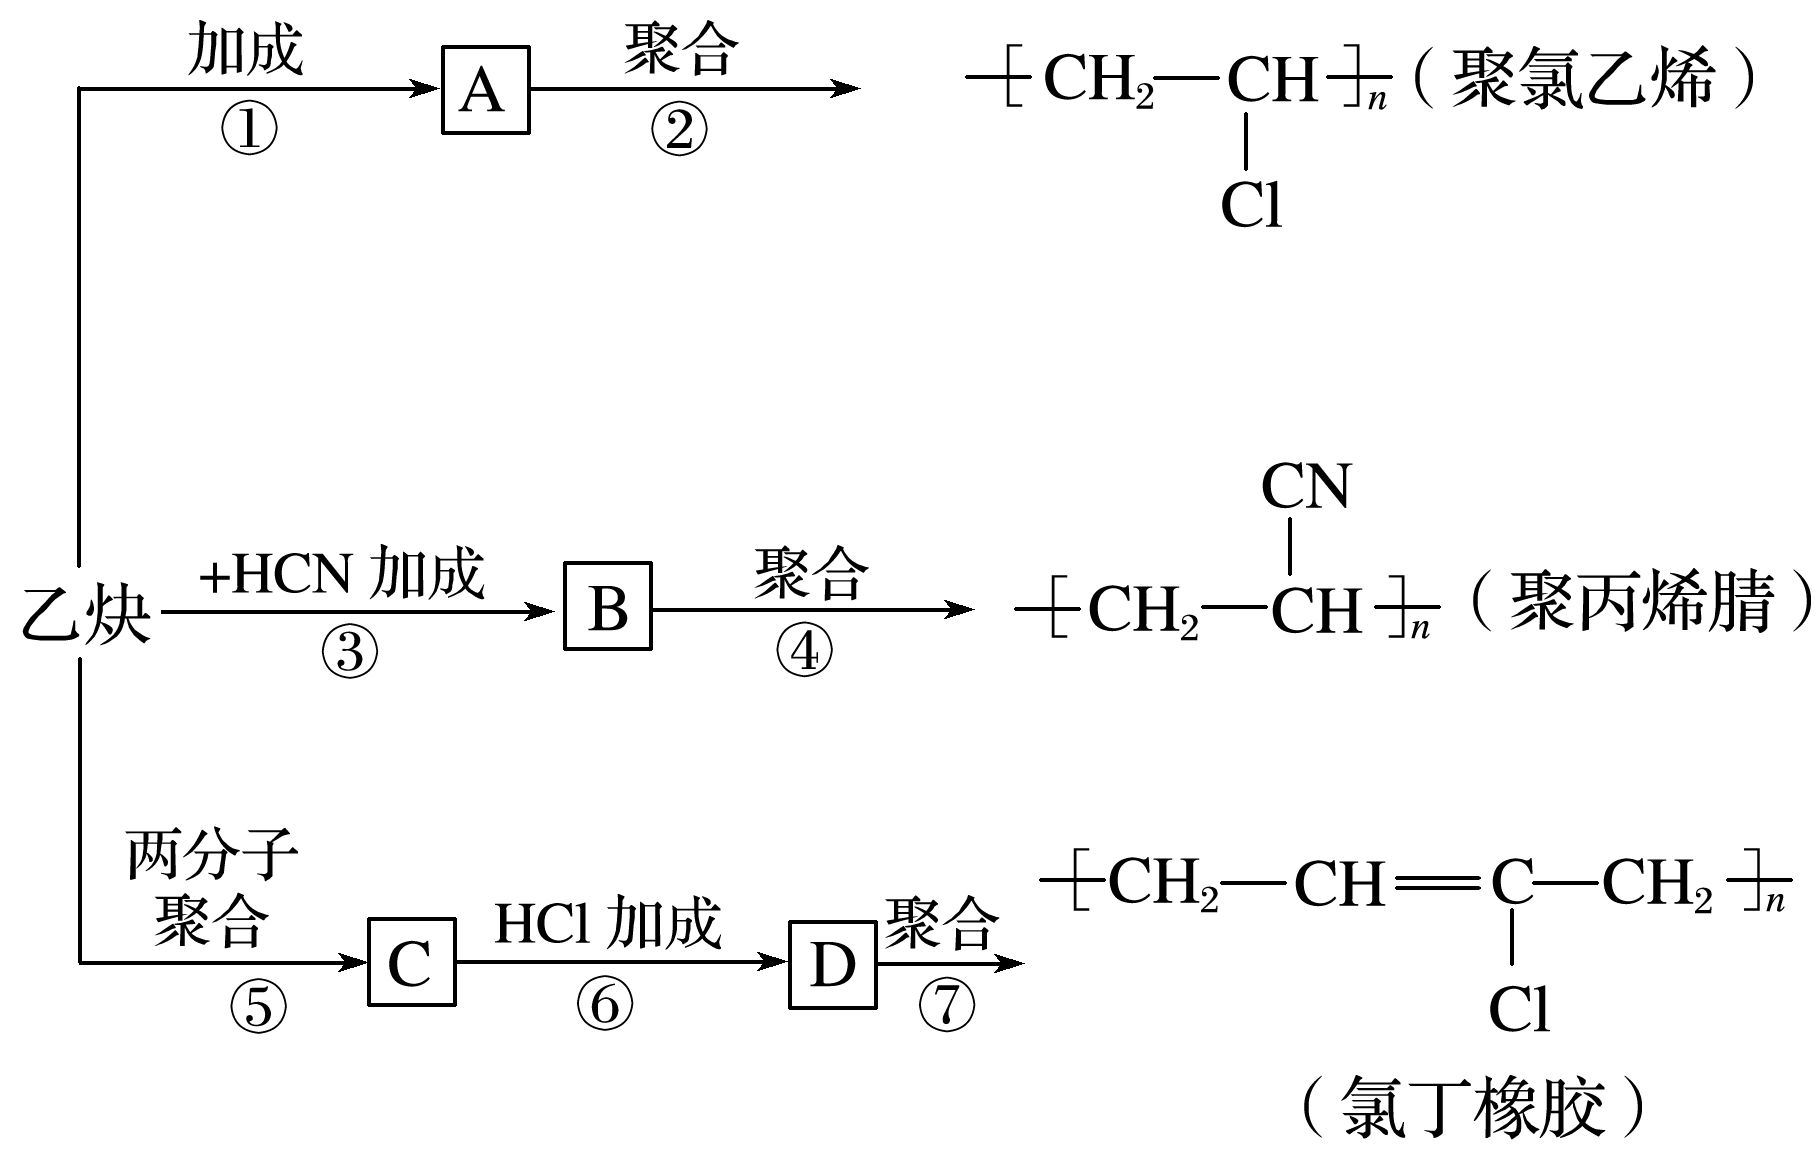 加成 聚合
① A ② [CH₂—CH]ₙ（聚氯乙烯）
Cl
CN
乙炔 +HCN 加成 ③ B 聚合 ④ [CH₂—CH]ₙ（聚丙烯腈）
两分子
聚合 ⑤ C HCl 加成 ⑥ D 聚合 ⑦ [CH₂—CH=C—CH₂]ₙ
Cl
（氯丁橡胶）